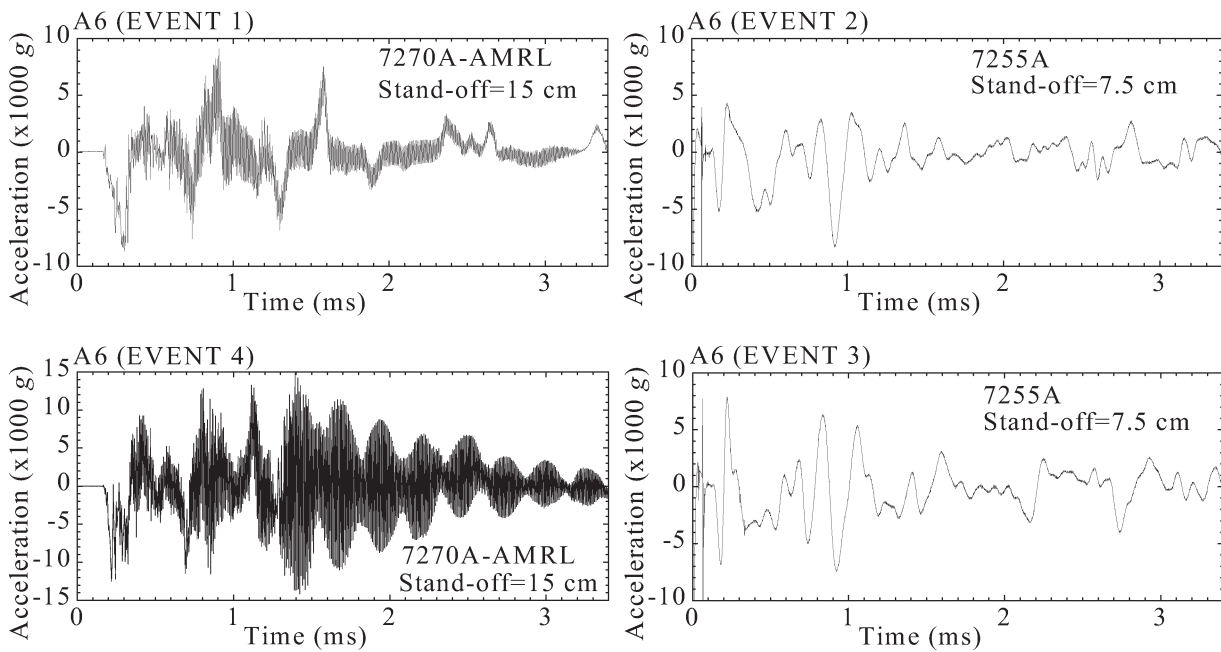 A6 (EVENT 1)
7270A-AMRL
Stand-off=15 cm
Acceleration (x1000 g)
10
5
0
-5
-10
0 1 2 3
Time (ms)
A6 (EVENT 2)
7255A
Stand-off=7.5 cm
Acceleration (x1000 g)
10
5
0
-5
-10
0 1 2 3
Time (ms)
A6 (EVENT 4)
7270A-AMRL
Stand-off=15 cm
Acceleration (x1000 g)
15
10
5
0
-5
-10
-15
0 1 2 3
Time (ms)
A6 (EVENT 3)
7255A
Stand-off=7.5 cm
Acceleration (x1000 g)
10
5
0
-5
-10
0 1 2 3
Time (ms)